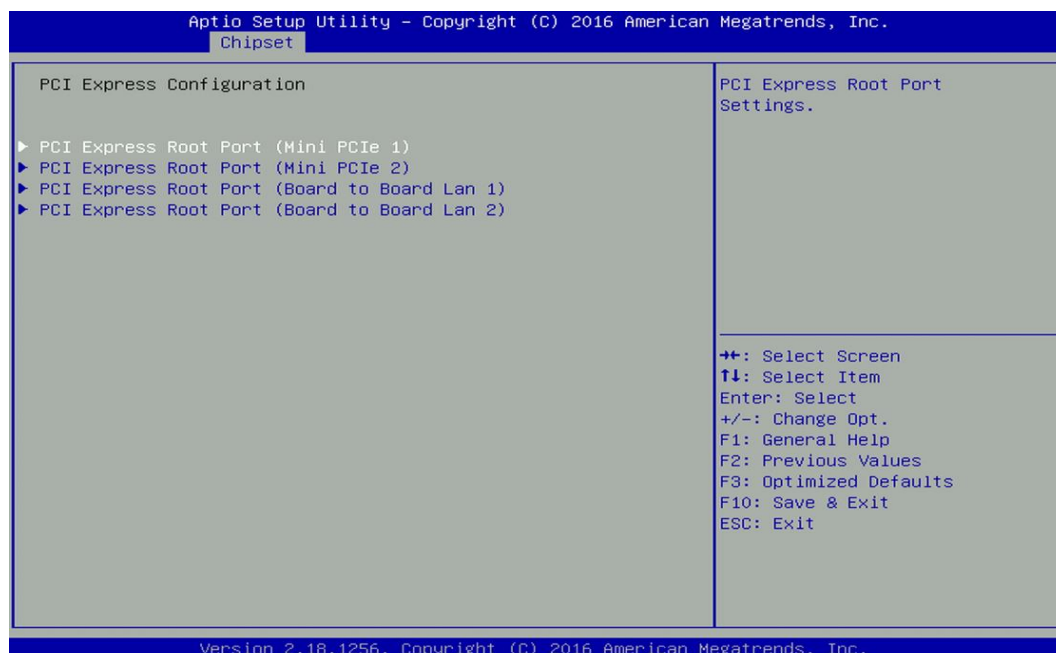 Aptio Setup Utility – Copyright (C) 2016 American Megatrends, Inc.
Chipset
PCI Express Configuration
▶ PCI Express Root Port (Mini PCIe 1)
▶ PCI Express Root Port (Mini PCIe 2)
▶ PCI Express Root Port (Board to Board Lan 1)
▶ PCI Express Root Port (Board to Board Lan 2)
PCI Express Root Port
Settings.
→←: Select Screen
↑↓: Select Item
Enter: Select
+/-: Change Opt.
F1: General Help
F2: Previous Values
F3: Optimized Defaults
F10: Save & Exit
ESC: Exit
Version 2.18.1256. Copyright (C) 2016 American Megatrends, Inc.